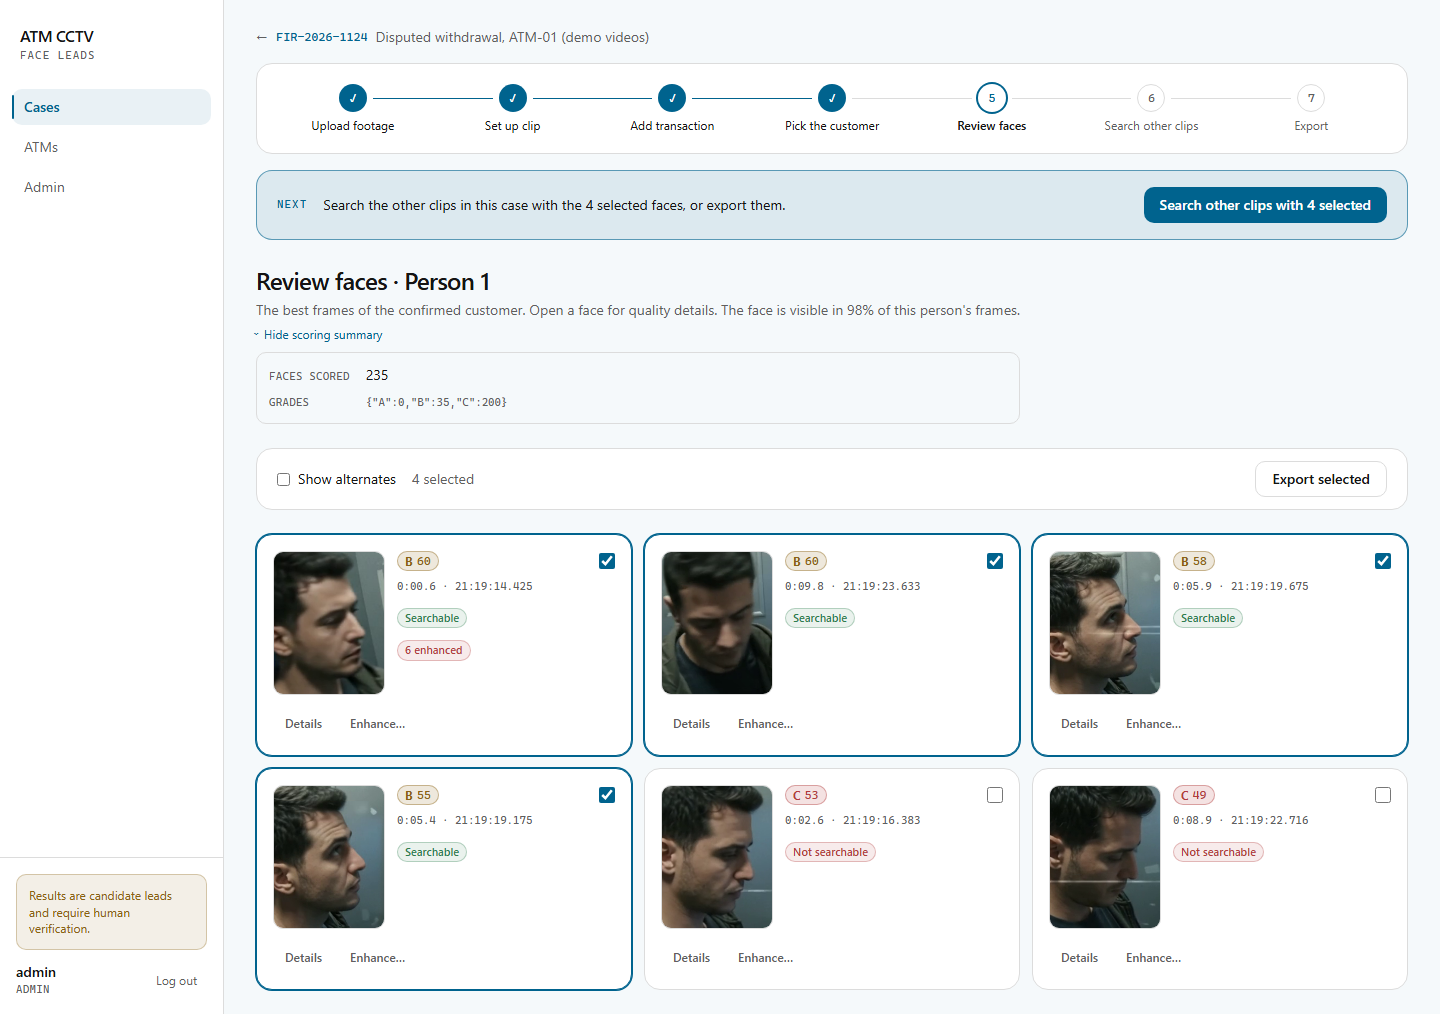 ATM CCTV
FACE LEADS
Cases
ATMs
Admin
Results are candidate leads
and require human
verification.
admin
ADMIN
Log out
← FIR-2026-1124 Disputed withdrawal, ATM-01 (demo videos)
✓ ✓ ✓ ✓ 5 6 7
Upload footage Set up clip Add transaction Pick the customer Review faces Search other clips Export
NEXT Search the other clips in this case with the 4 selected faces, or export them. Search other clips with 4 selected
Review faces · Person 1
The best frames of the confirmed customer. Open a face for quality details. The face is visible in 98% of this person's frames.
Hide scoring summary
FACES SCORED 235
GRADES {"A":0,"B":35,"C":200}
Show alternates 4 selected Export selected
B 60
0:00.6 · 21:19:14.425
Searchable
6 enhanced
Details Enhance...
B 60
0:09.8 · 21:19:23.633
Searchable
Details Enhance...
B 58
0:05.9 · 21:19:19.675
Searchable
Details Enhance...
B 55
0:05.4 · 21:19:19.175
Searchable
Details Enhance...
C 53
0:02.6 · 21:19:16.383
Not searchable
Details Enhance...
C 49
0:08.9 · 21:19:22.716
Not searchable
Details Enhance...